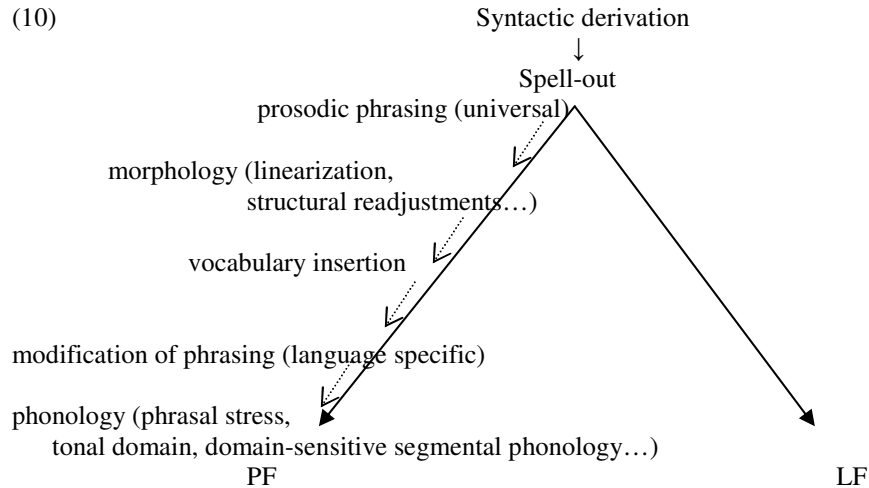 (10) Syntactic derivation
↓
Spell-out
prosodic phrasing (universal)
morphology (linearization,
structural readjustments…)
vocabulary insertion
modification of phrasing (language specific)
phonology (phrasal stress,
tonal domain, domain-sensitive segmental phonology…)
PF LF